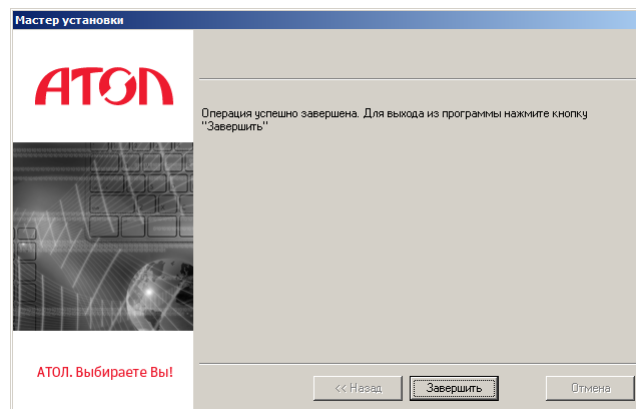 Мастер установки
АТОЛ
Операция успешно завершена. Для выхода из программы нажмите кнопку
"Завершить"
АТОЛ. Выбираете Вы!
<< Назад
Завершить
Отмена